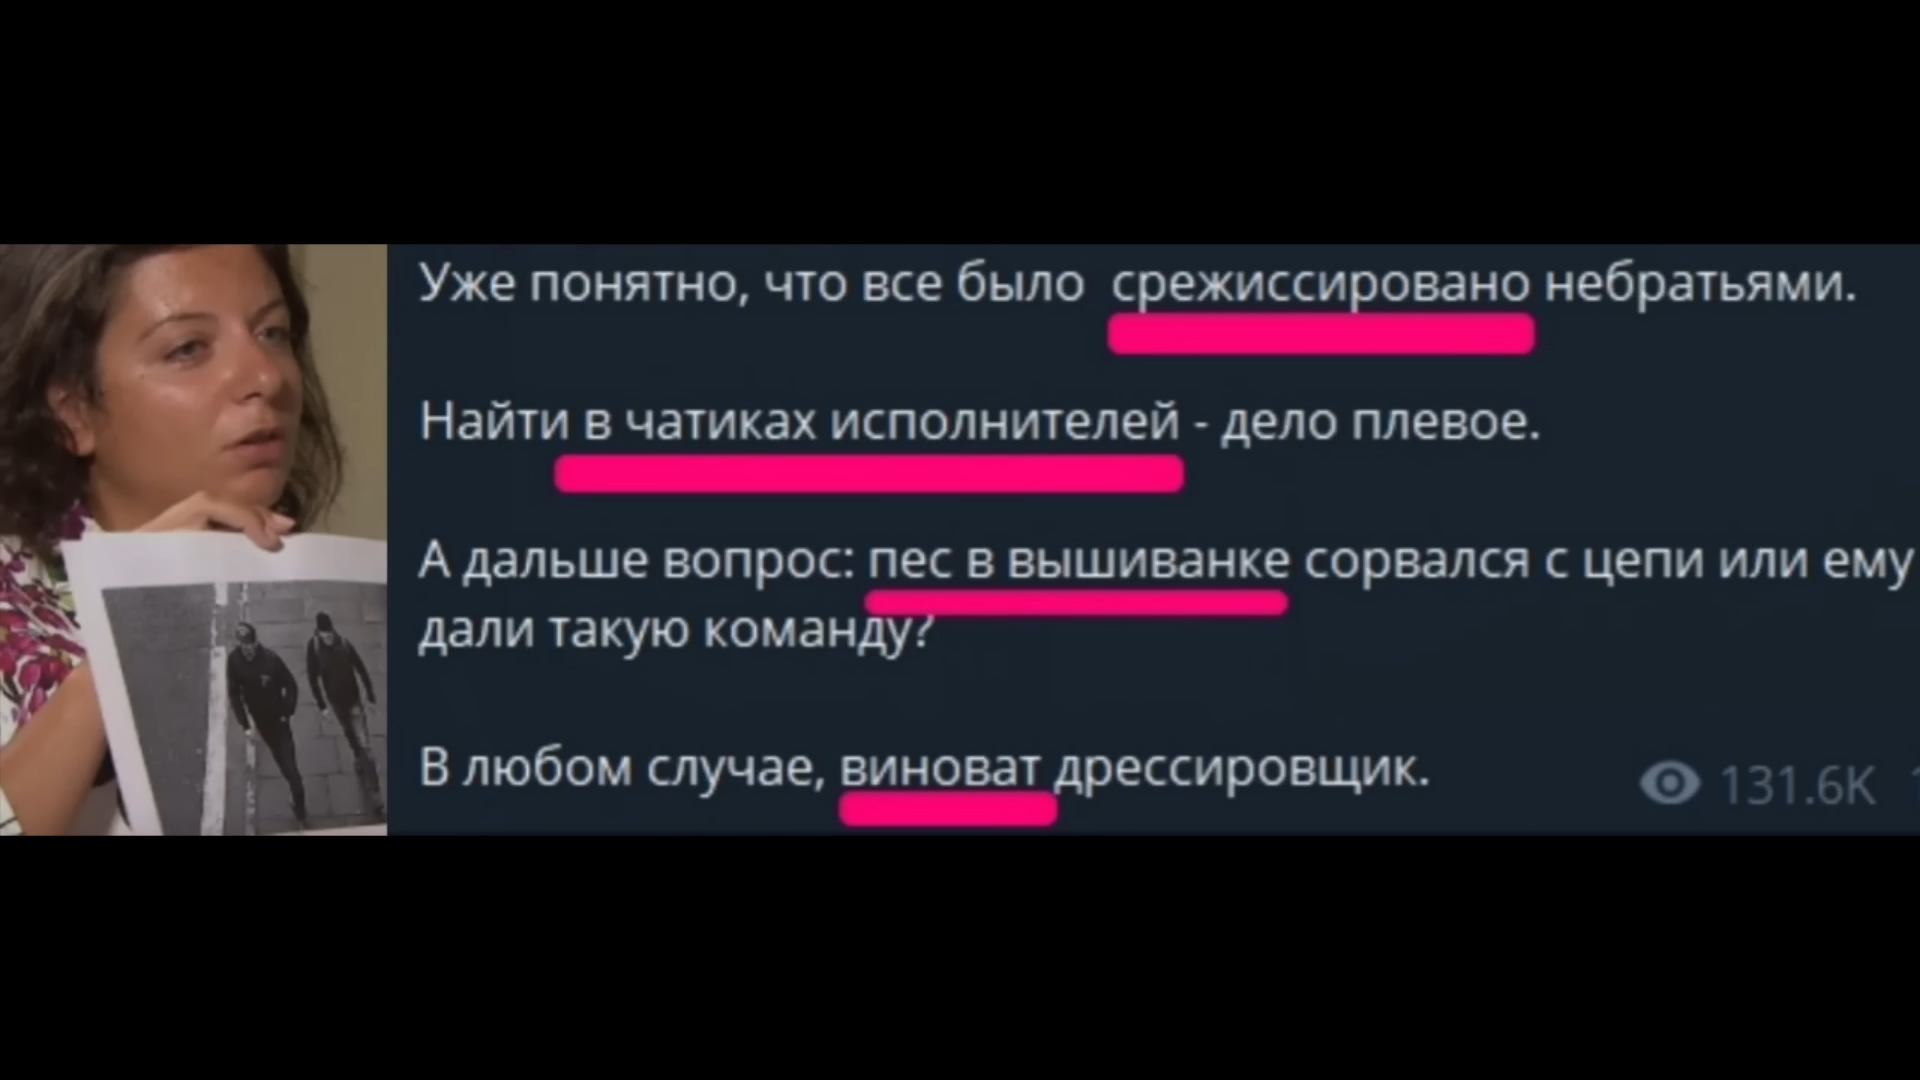 Уже понятно, что все было срежиссировано небратьями.
Найти в чатиках исполнителей - дело плевое.
А дальше вопрос: пес в вышиванке сорвался с цепи или ему
дали такую команду?
В любом случае, виноват дрессировщик.
131.6K